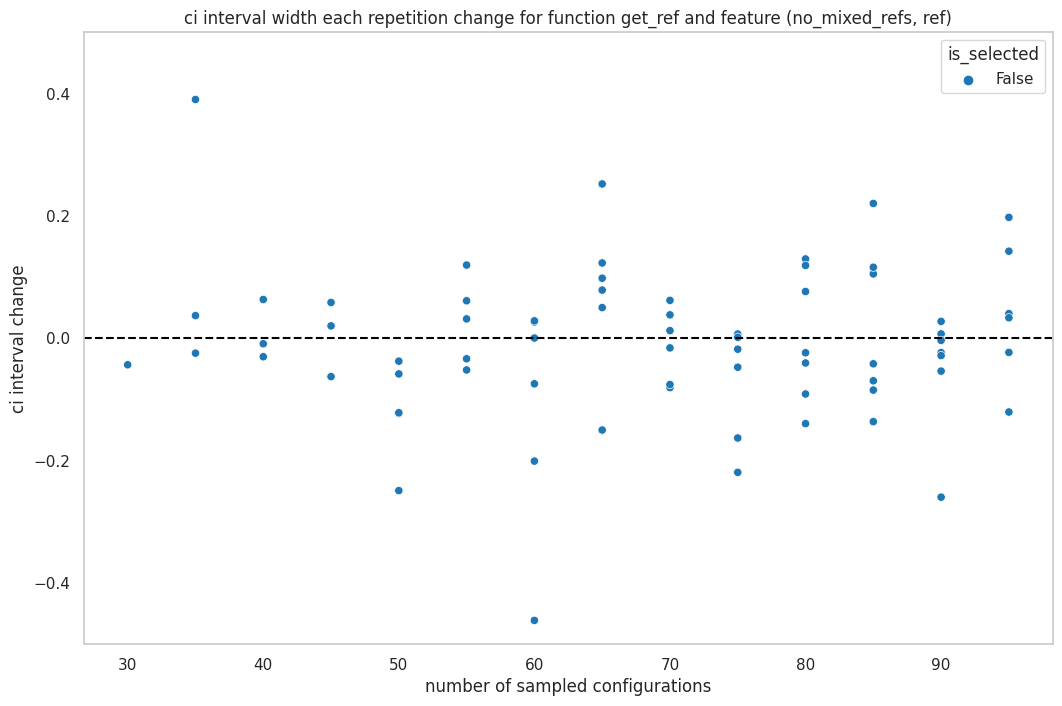 ci interval width each repetition change for function get_ref and feature (no_mixed_refs, ref)
is_selected
False
ci interval change
0.4
0.2
0.0
−0.2
−0.4
30 40 50 60 70 80 90
number of sampled configurations